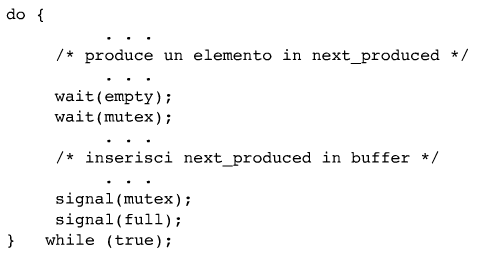 do {
. . .
/* produce un elemento in next_produced */
. . .
wait(empty);
wait(mutex);
. . .
/* inserisci next_produced in buffer */
. . .
signal(mutex);
signal(full);
} while (true);